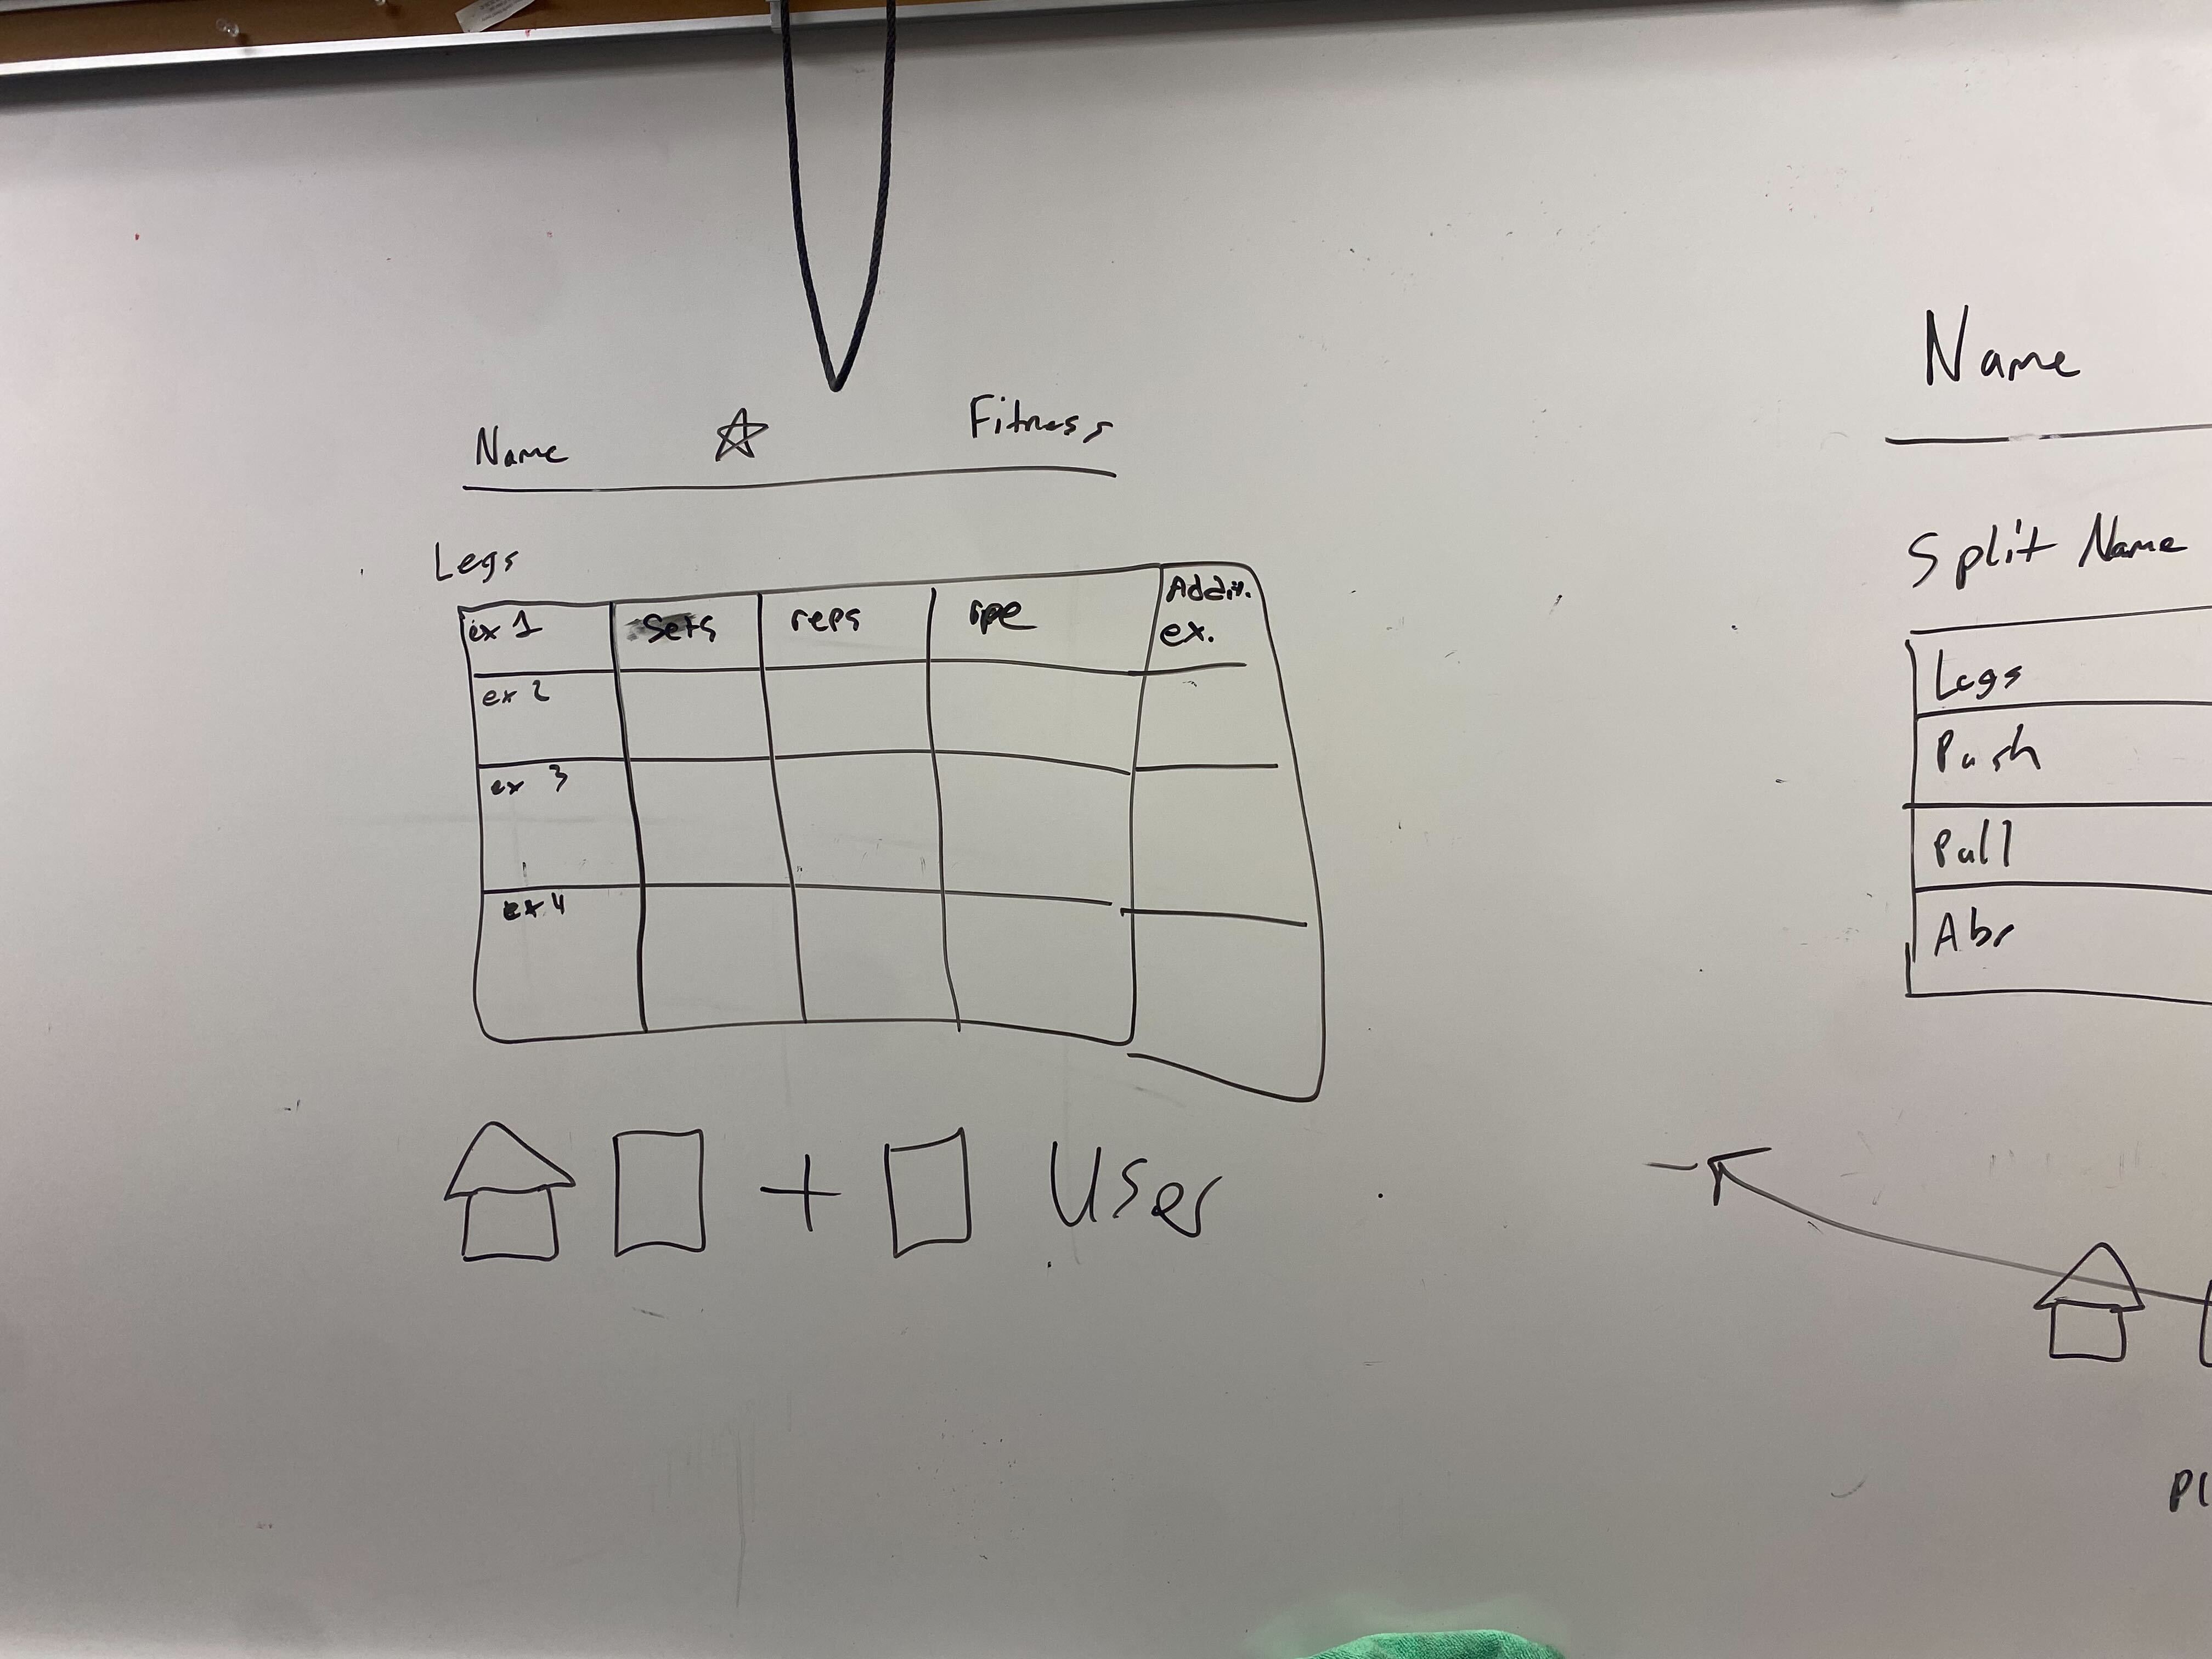 Name Fitness
Legs
ex 1 Sets reps rpe Addit. ex.
ex 2
ex 3
ex 4
+ User
Name
Split Name
Legs
Push
Pull
Abs
Pl